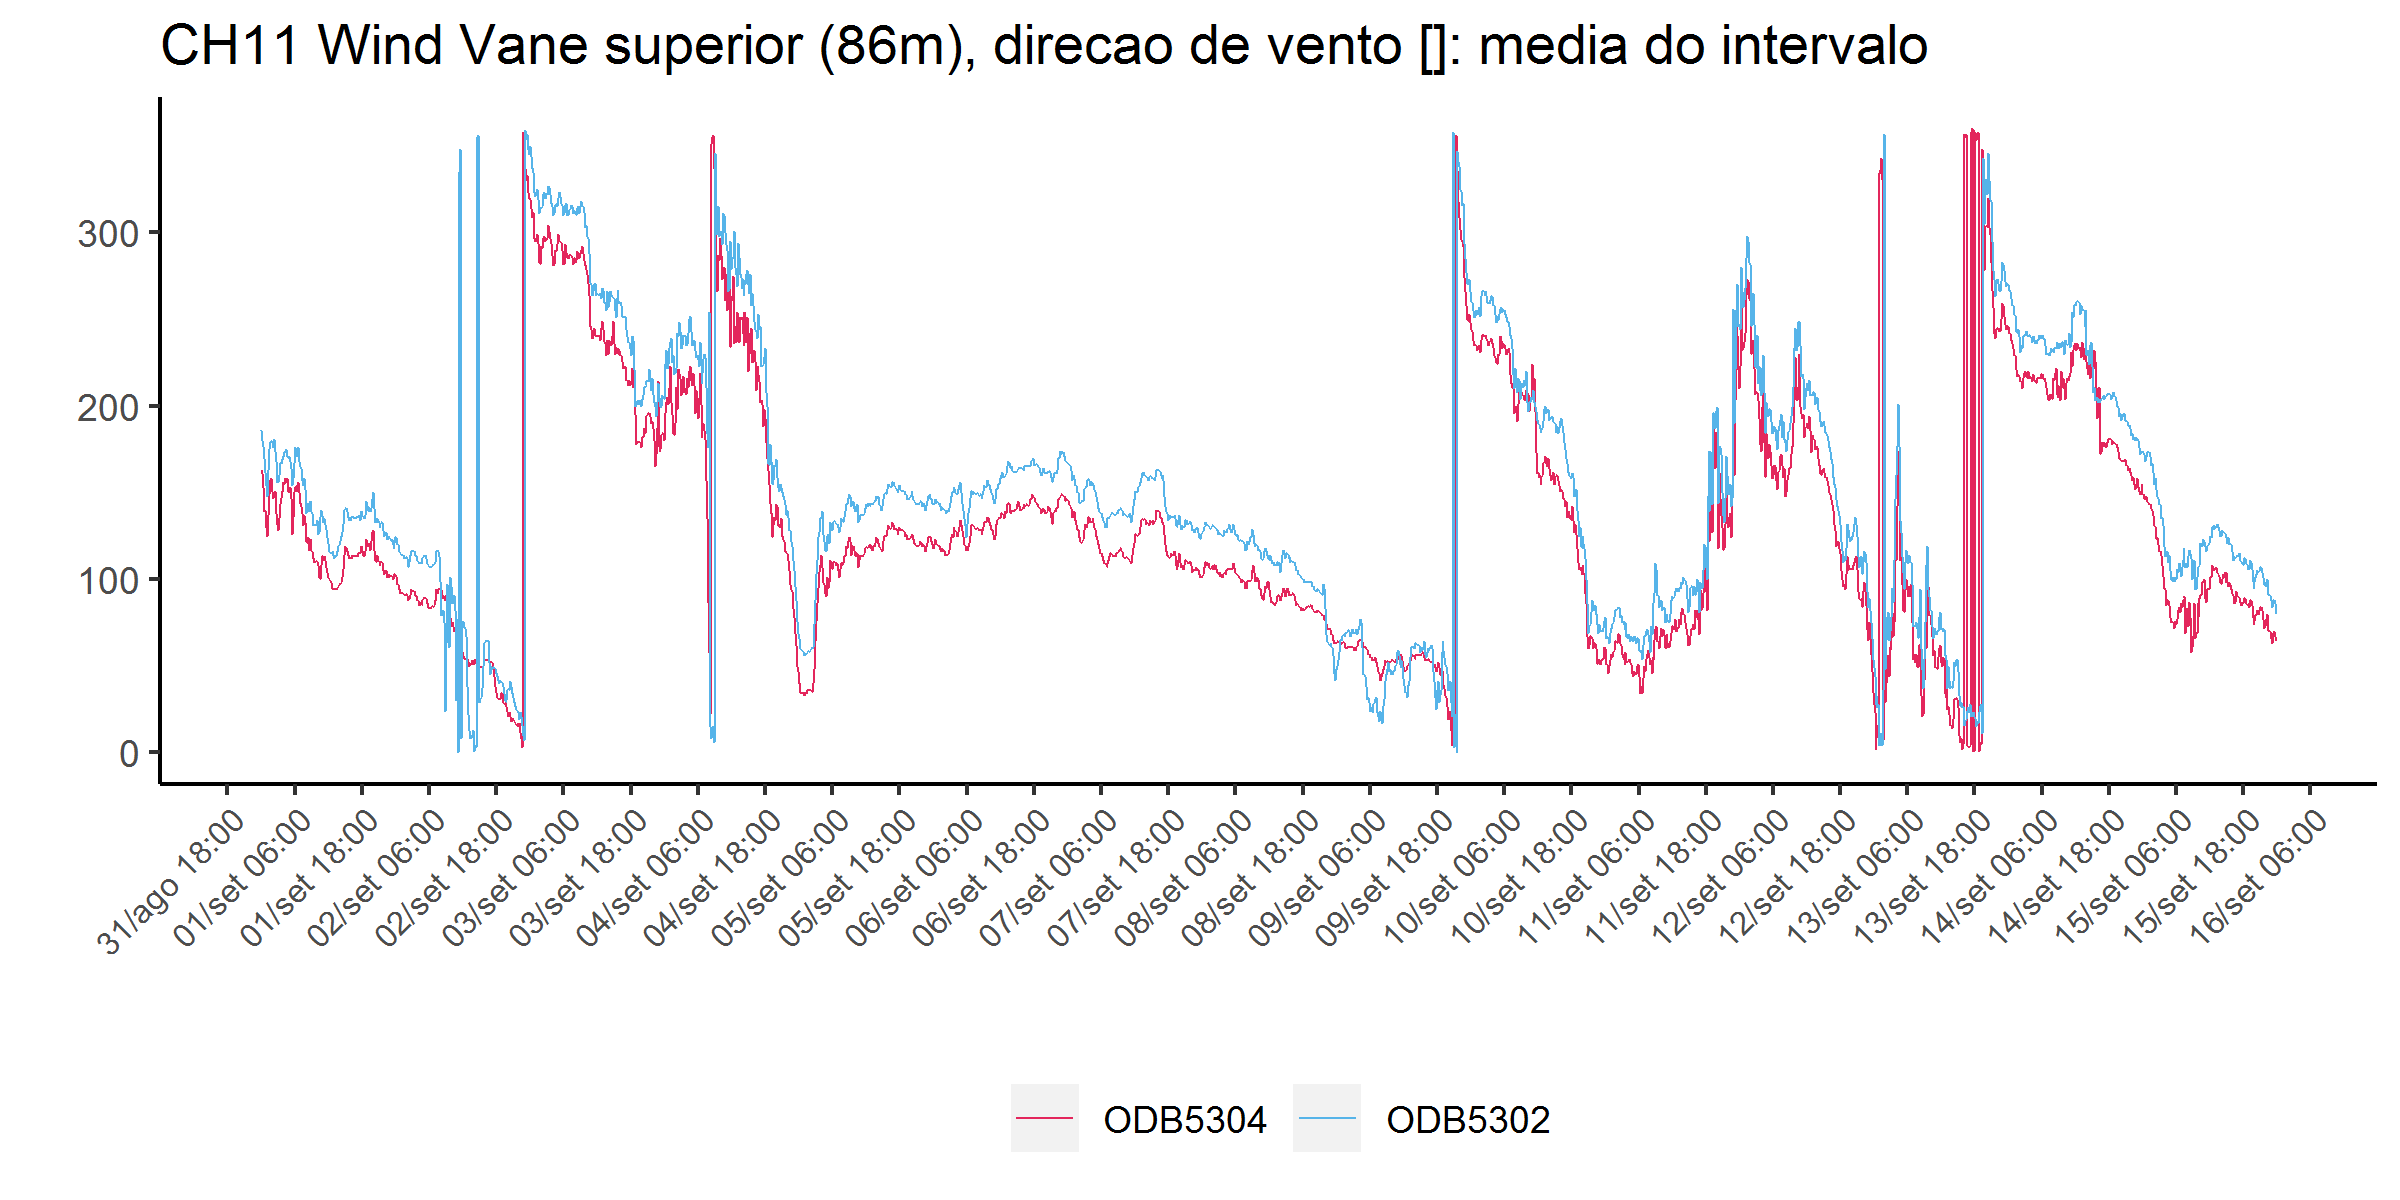 CH11 Wind Vane superior (86m), direcao de vento []: media do intervalo
300
200
100
0
31/ago 18:00
01/set 06:00
01/set 18:00
02/set 06:00
02/set 18:00
03/set 06:00
03/set 18:00
04/set 06:00
04/set 18:00
05/set 06:00
05/set 18:00
06/set 06:00
06/set 18:00
07/set 06:00
07/set 18:00
08/set 06:00
08/set 18:00
09/set 06:00
09/set 18:00
10/set 06:00
10/set 18:00
11/set 06:00
11/set 18:00
12/set 06:00
12/set 18:00
13/set 06:00
13/set 18:00
14/set 06:00
14/set 18:00
15/set 06:00
15/set 18:00
16/set 06:00
ODB5304
ODB5302